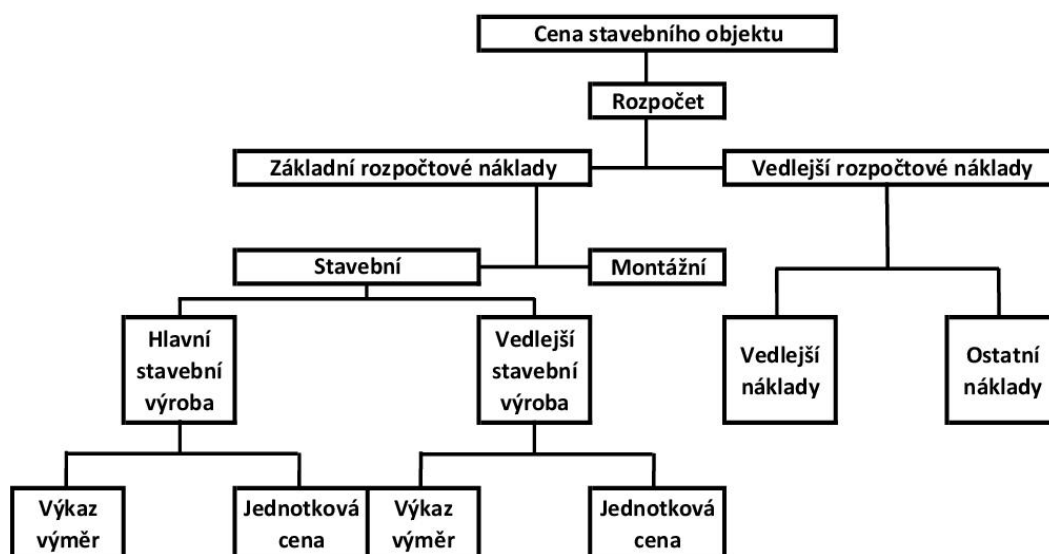 Cena stavebního objektu
Rozpočet
Základní rozpočtové náklady
Vedlejší rozpočtové náklady
Stavební
Montážní
Hlavní
stavební
výroba
Vedlejší
stavební
výroba
Vedlejší
náklady
Ostatní
náklady
Výkaz
výměr
Jednotková
cena
Výkaz
výměr
Jednotková
cena